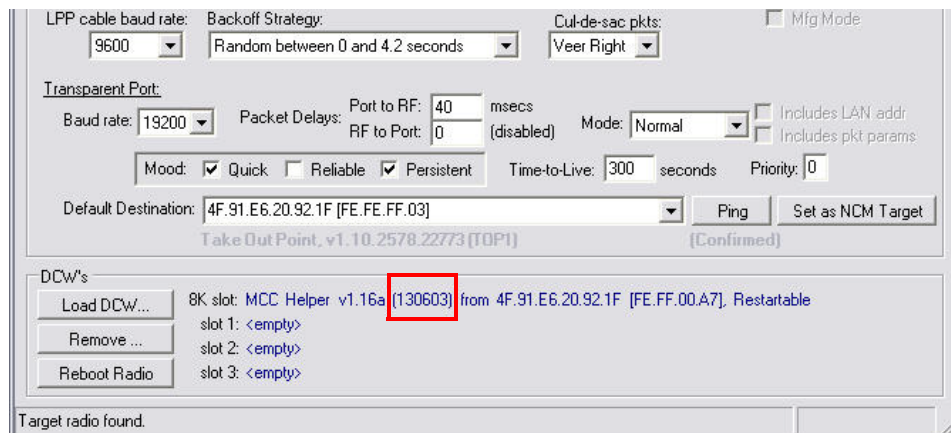 LPP cable baud rate: Backoff Strategy: Cul-de-sac pkts: Mfg Mode
9600 Random between 0 and 4.2 seconds Veer Right
Transparent Port:
Baud rate: 19200 Packet Delays: Port to RF: 40 msecs Mode: Normal Includes LAN addr
RF to Port: 0 (disabled) Includes pkt params
Mood: Quick Reliable Persistent Time-to-Live: 300 seconds Priority: 0
Default Destination: 4F.91.E6.20.92.1F [FE.FE.FF.03] Ping Set as NCM Target
Take Out Point, v1.10.2578.22773 (TOP1) (Confirmed)
DCW's
Load DCW... 8K slot: MCC Helper v1.16a (130603) from 4F.91.E6.20.92.1F [FE.FF.00.A7], Restartable
slot 1: <empty>
Remove ... slot 2: <empty>
Reboot Radio slot 3: <empty>
Target radio found.